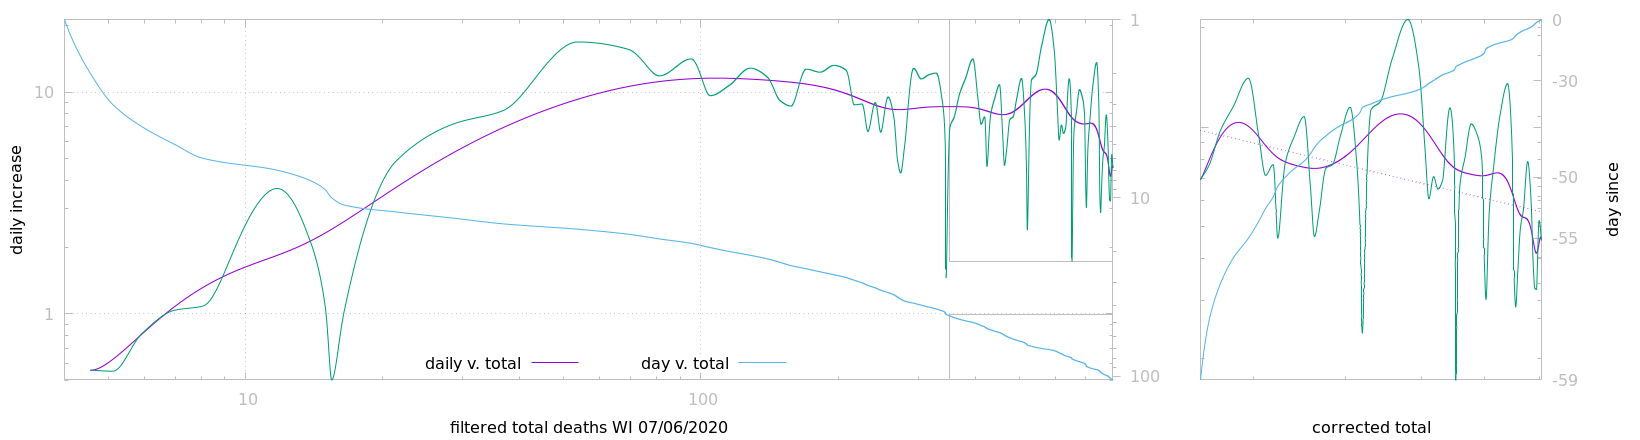 daily increase
10
1
10
100
daily v. total
day v. total
filtered total deaths WI 07/06/2020
1
10
100
0
-30
-50
-55
-59
day since
corrected total